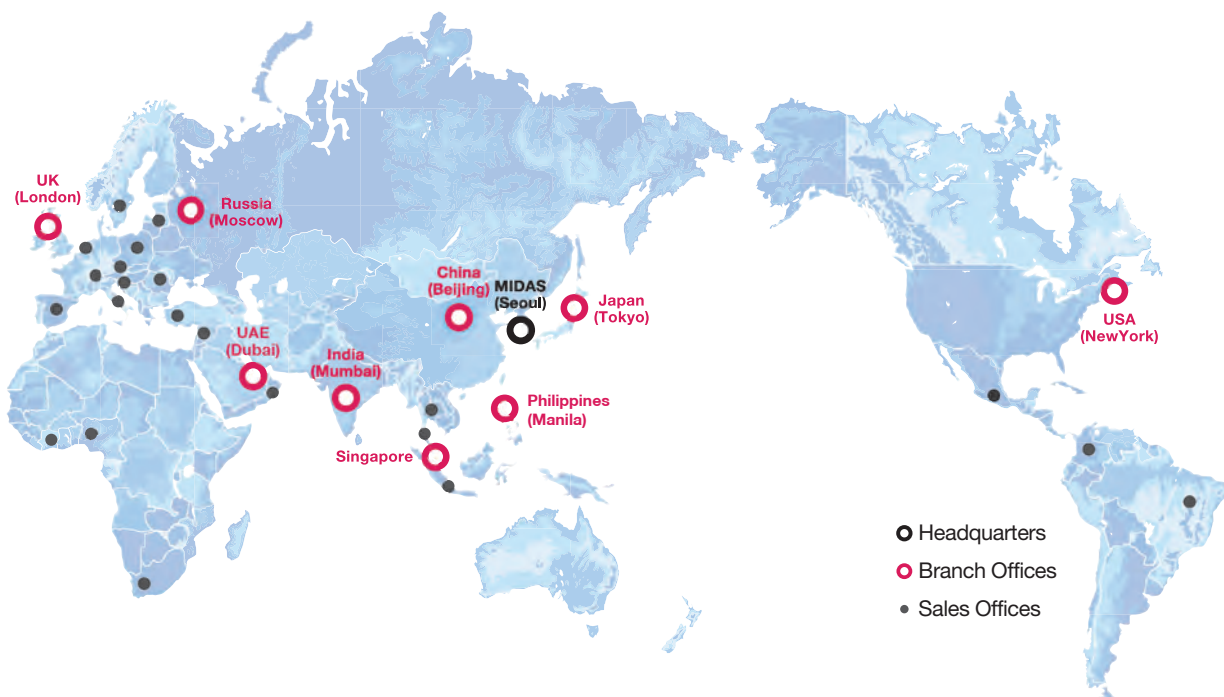 UK
(London)
Russia
(Moscow)
China
(Beijing)
MIDAS
(Seoul)
Japan
(Tokyo)
USA
(NewYork)
UAE
(Dubai)
India
(Mumbai)
Philippines
(Manila)
Singapore
Headquarters
Branch Offices
Sales Offices